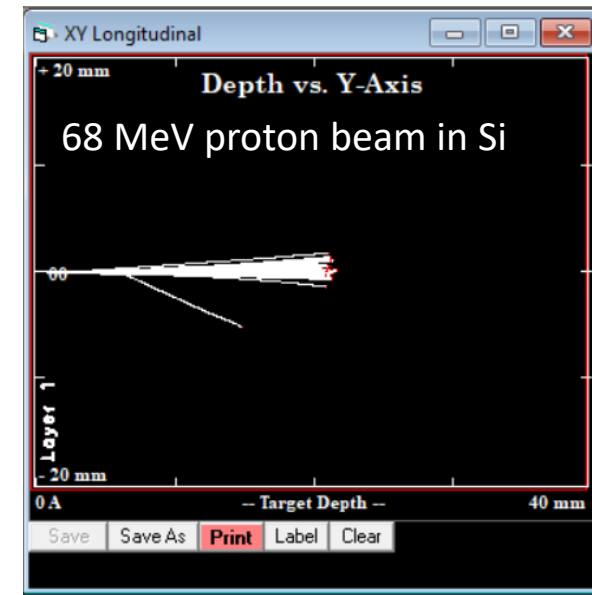 XY Longitudinal
+ 20 mm
Depth vs. Y-Axis
68 MeV proton beam in Si
00
Layer 1
- 20 mm
0 A -- Target Depth -- 40 mm
Save Save As Print Label Clear